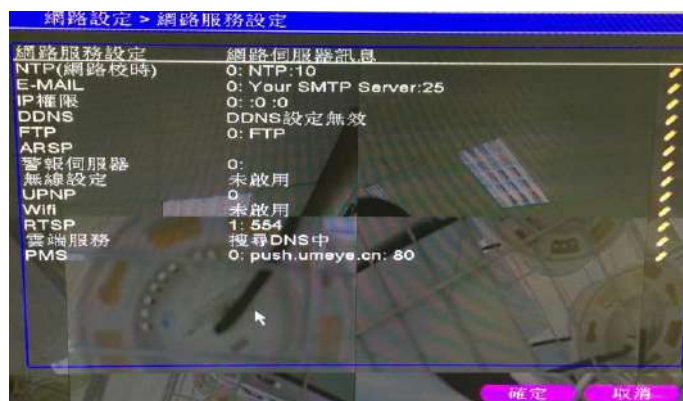 網路設定 > 網路服務設定
網路服務設定 網路伺服器訊息
NTP(網路校時) 0: NTP:10
E-MAIL 0: Your SMTP Server:25
IP權限 0: :0 :0
DDNS DDNS設定無效
FTP 0: FTP
ARSP
警報伺服器 0:
無線設定 未啟用
UPNP 0
Wifi 未啟用
RTSP 1: 554
雲端服務 搜尋DNS中
PMS 0: push.umeye.cn: 80
確定 取消